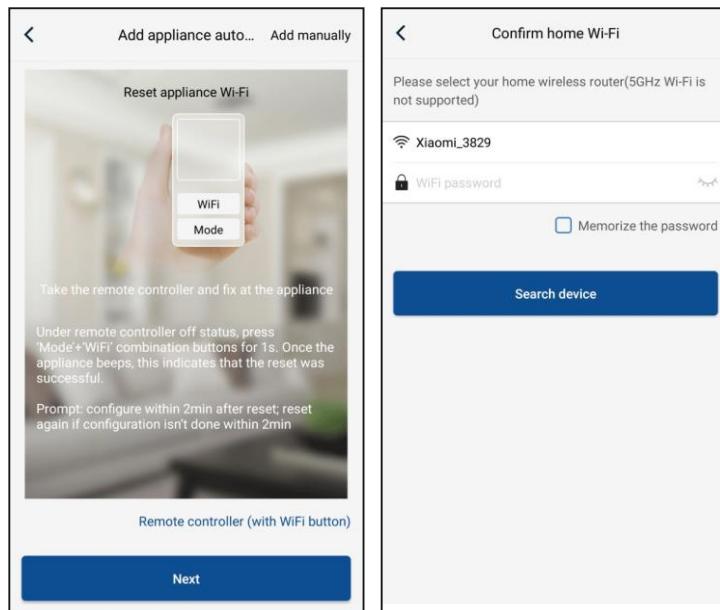 Add appliance auto... Add manually
Reset appliance Wi-Fi
WiFi
Mode
Take the remote controller and fix at the appliance
Under remote controller off status, press
'Mode'+'WiFi' combination buttons for 1s. Once the
appliance beeps, this indicates that the reset was
successful.
Prompt: configure within 2min after reset; reset
again if configuration isn't done within 2min
Remote controller (with WiFi button)
Next
Confirm home Wi-Fi
Please select your home wireless router(5GHz Wi-Fi is
not supported)
Xiaomi_3829
WiFi password
Memorize the password
Search device